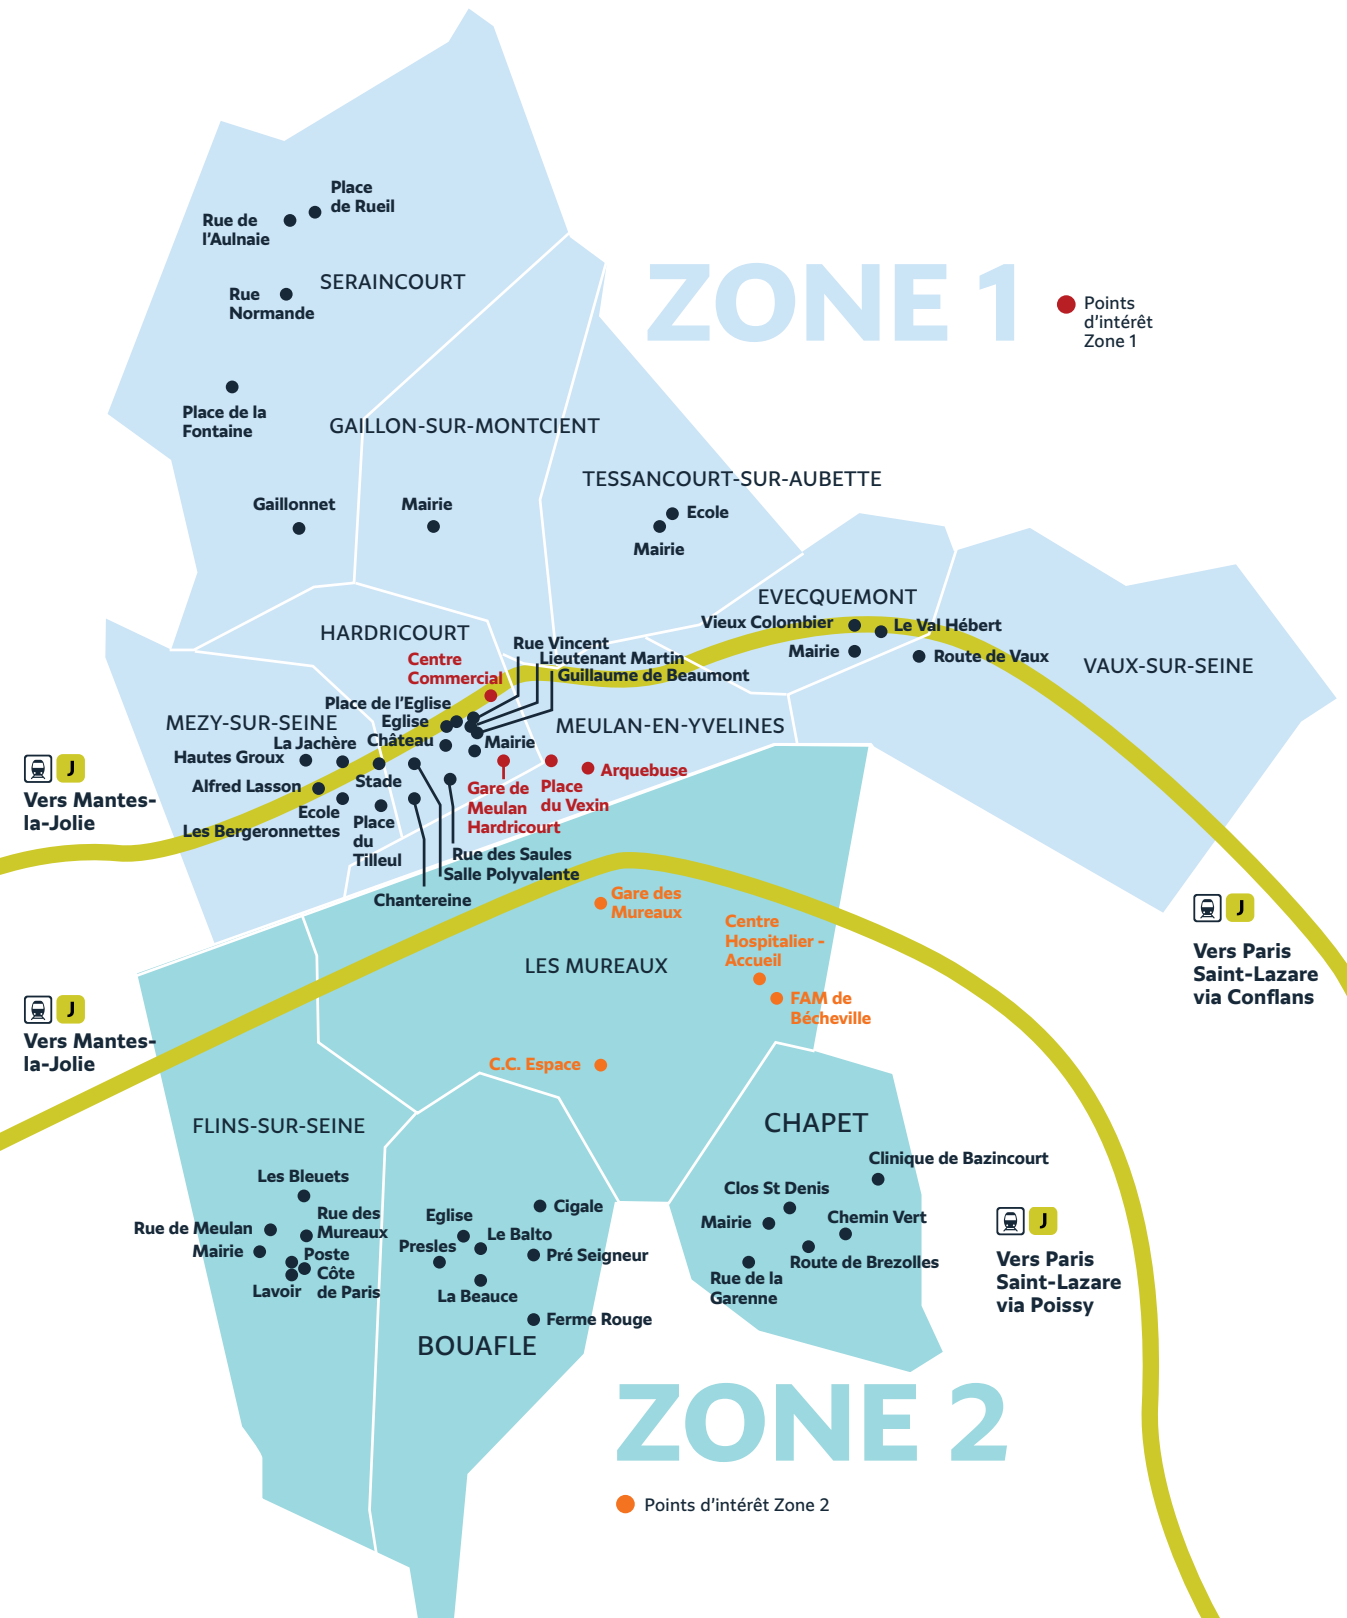 Place
de Rueil
Rue de
l'Aulnaie
SERAINCOURT
Rue
Normande
ZONE 1
Points
d'intérêt
Zone 1
Place de la
Fontaine
GAILLON-SUR-MONTCIENT
TESSANCOURT-SUR-AUBETTE
Gaillonnet
Mairie
Ecole
Mairie
EVECQUEMONT
Vieux Colombier
Le Val Hébert
Mairie
Route de Vaux
VAUX-SUR-SEINE
HARDRICOURT
Rue Vincent
Lieutenant Martin
Guillaume de Beaumont
Centre
Commercial
Place de l'Eglise
Eglise
Château
MEZY-SUR-SEINE
MEULAN-EN-YVELINES
La Jachère
Hautes Groux
Mairie
Stade
Alfred Lasson
Arquebuse
Gare de
Meulan
Hardricourt
Place
du Vexin
Ecole
Les Bergeronnettes
Place
du
Tilleul
Rue des Saules
Salle Polyvalente
Chantereine
J
Vers Mantes-
la-Jolie
Gare des
Mureaux
Centre
Hospitalier -
Accueil
J
Vers Paris
Saint-Lazare
via Conflans
LES MUREAUX
FAM de
Bécheville
J
Vers Mantes-
la-Jolie
C.C. Espace
FLINS-SUR-SEINE
CHAPET
Les Bleuets
Rue de Meulan
Rue des
Mureaux
Mairie
Poste
Côte
de Paris
Lavoir
Cigale
Eglise
Le Balto
Presles
Pré Seigneur
La Beauce
Ferme Rouge
BOUAFLE
Clinique de Bazincourt
Clos St Denis
Mairie
Chemin Vert
Route de Brezolles
Rue de la
Garenne
J
Vers Paris
Saint-Lazare
via Poissy
ZONE 2
Points d'intérêt Zone 2